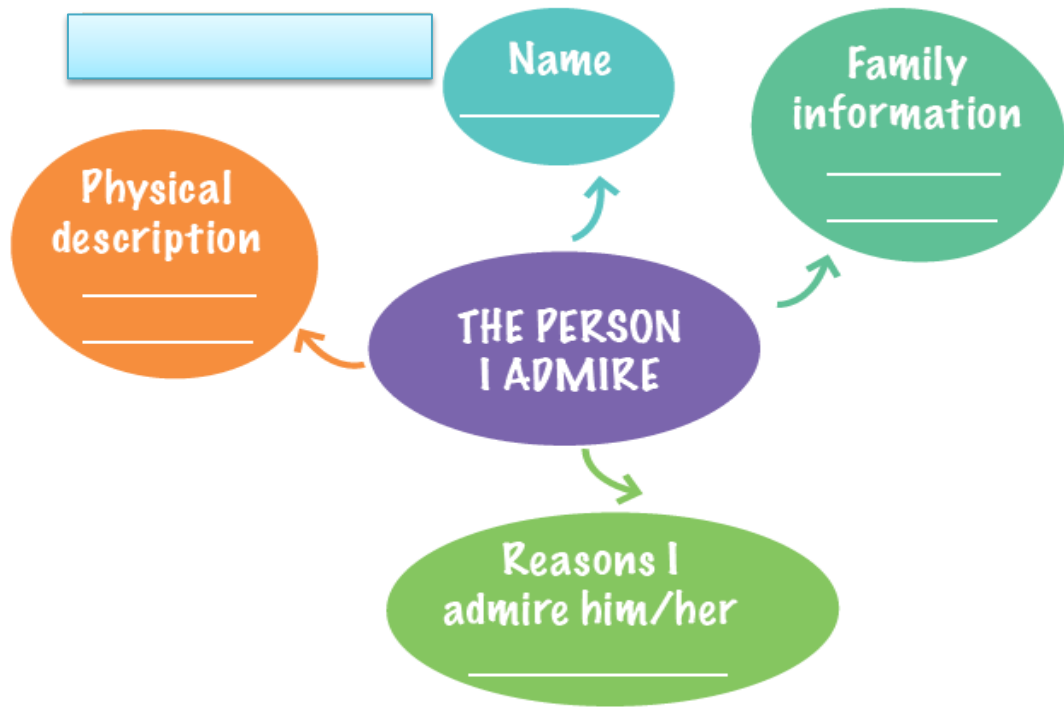 Name
Family
information
Physical
description
THE PERSON
I ADMIRE
Reasons I
admire him/her